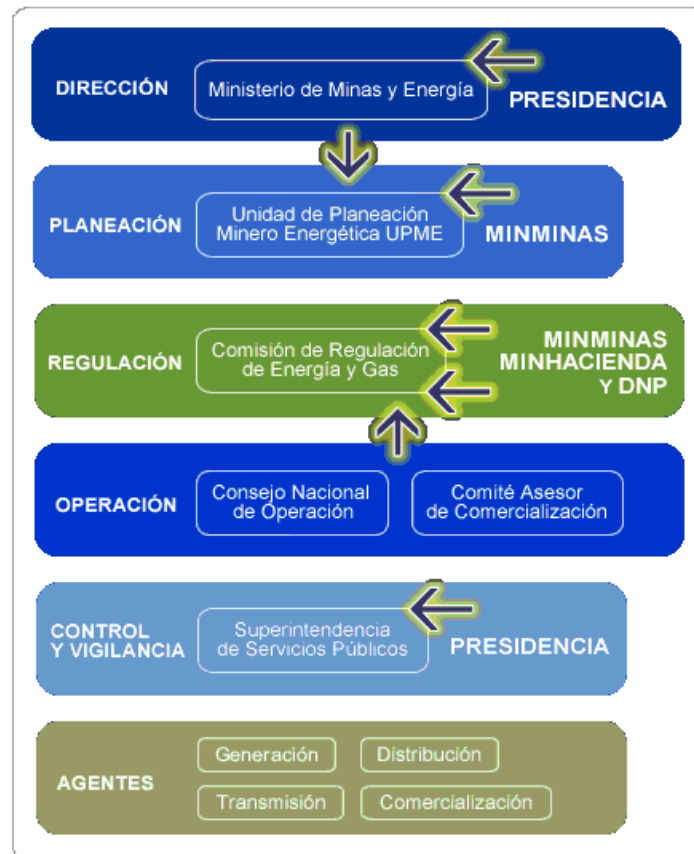 DIRECCIÓN
Ministerio de Minas y Energía
PRESIDENCIA
PLANEACIÓN
Unidad de Planeación
Minero Energética UPME
MINMINAS
REGULACIÓN
Comisión de Regulación
de Energía y Gas
MINMINAS
MINHACIENDA
Y DNP
OPERACIÓN
Consejo Nacional
de Operación
Comité Asesor
de Comercialización
CONTROL
Y VIGILANCIA
Superintendencia
de Servicios Públicos
PRESIDENCIA
AGENTES
Generación
Distribución
Transmisión
Comercialización